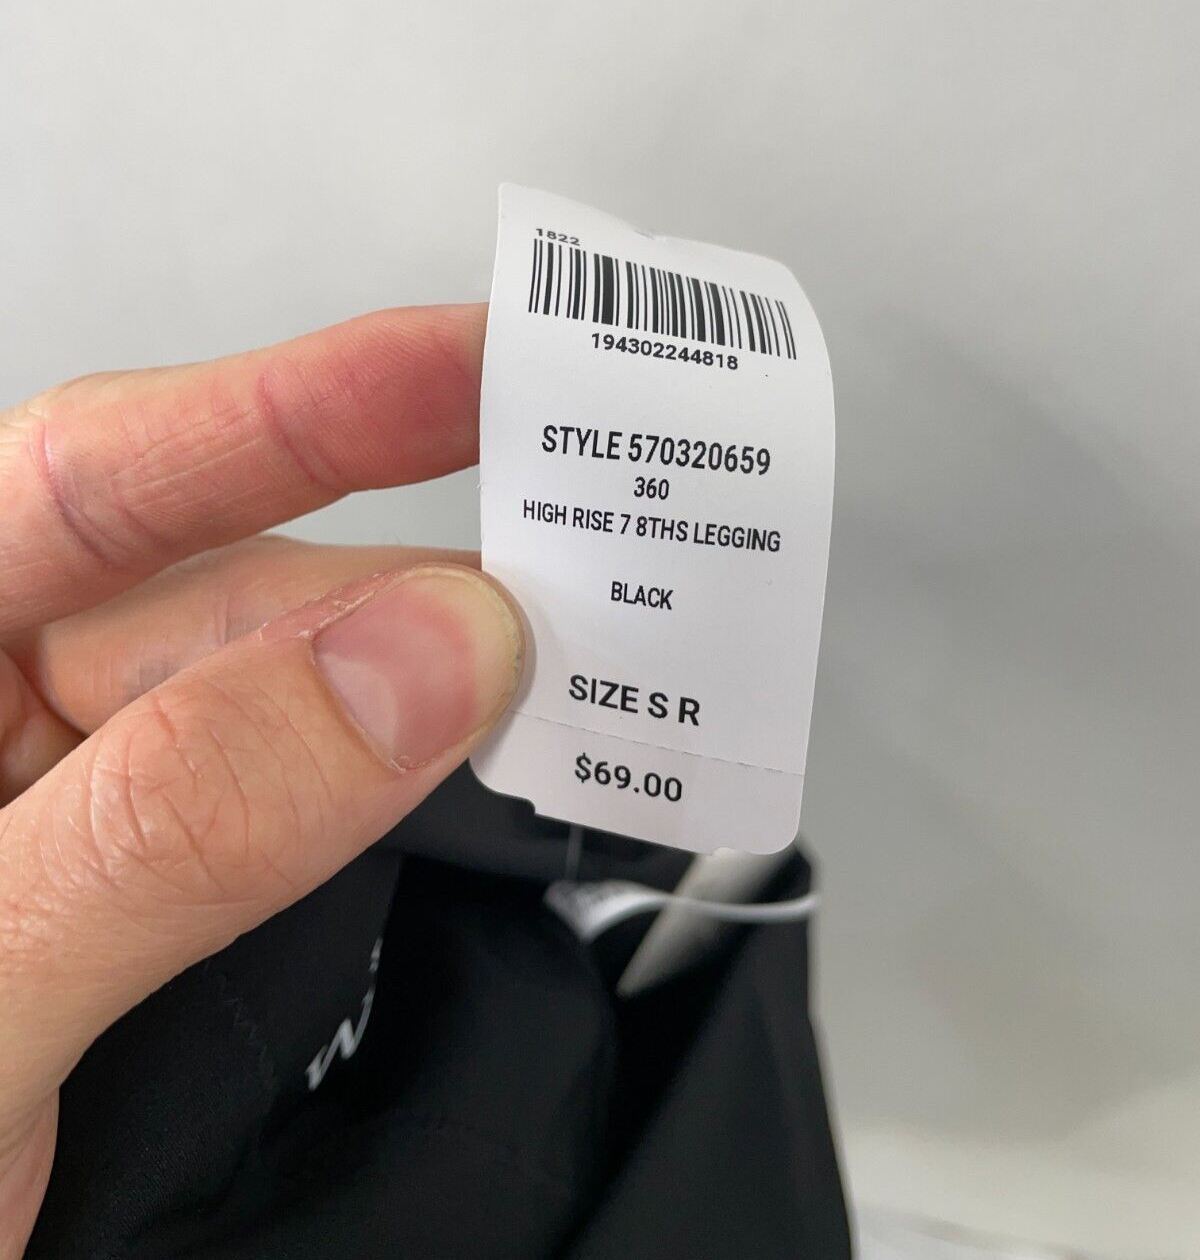 1822
194302244818
STYLE 570320659
360
HIGH RISE 7 8THS LEGGING
BLACK
SIZE S R
$69.00